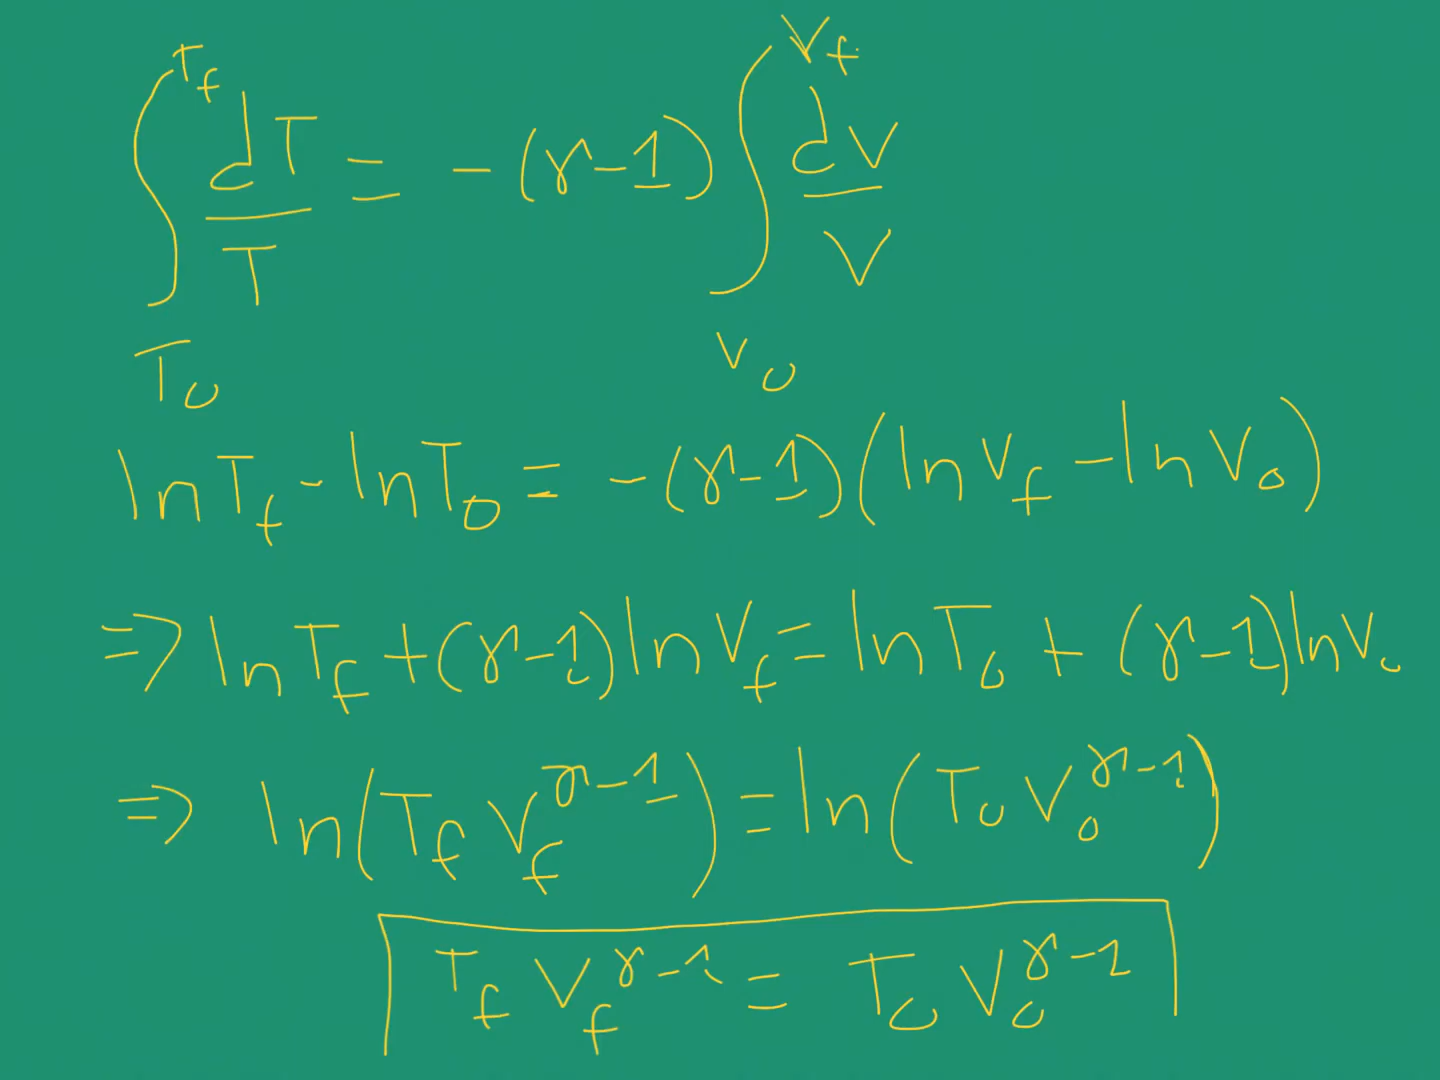 ∫_{T_0}^{T_f} dT/T = -(γ-1) ∫_{V_0}^{V_f} dV/V
ln T_f - ln T_0 = -(γ-1)(ln V_f - ln V_0)
⇒ ln T_f + (γ-1) ln V_f = ln T_0 + (γ-1) ln V_0
⇒ ln(T_f V_f^{γ-1}) = ln(T_0 V_0^{γ-1})
T_f V_f^{γ-1} = T_0 V_0^{γ-1}